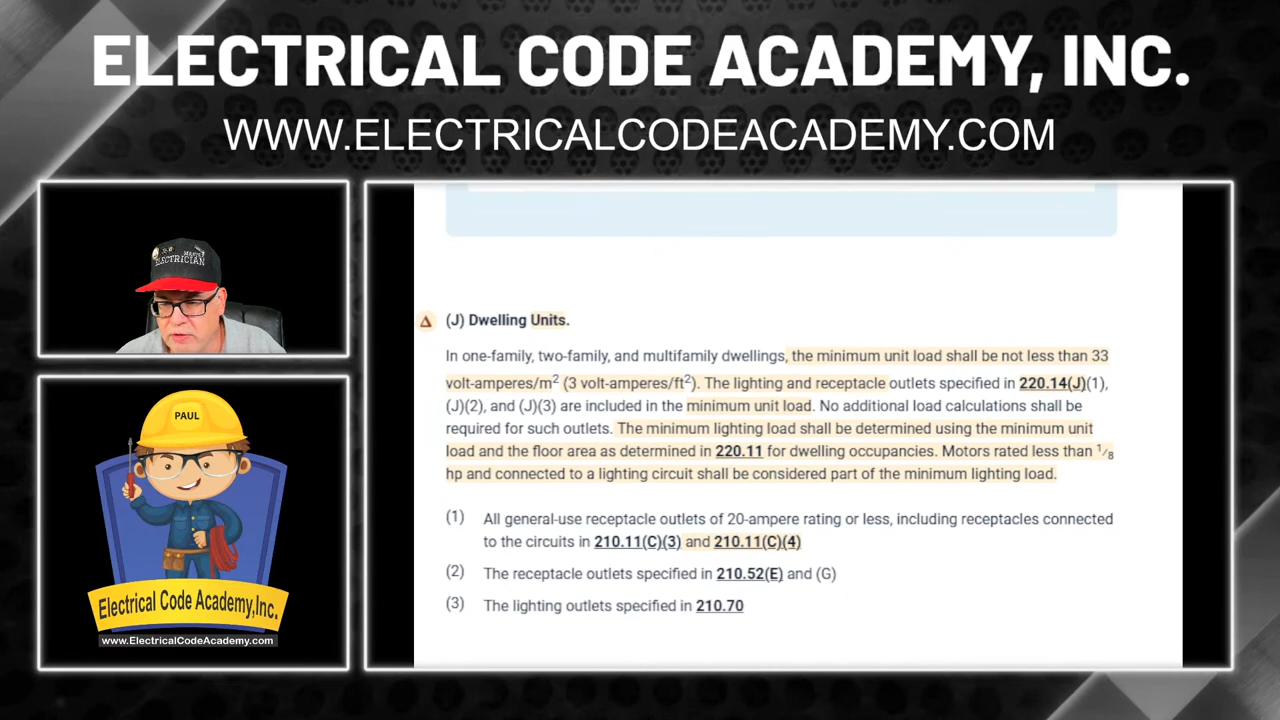 ELECTRICAL CODE ACADEMY, INC.
WWW.ELECTRICALCODEACADEMY.COM
MASTER
ELECTRICIAN
PAUL
Electrical Code Academy,Inc.
www.ElectricalCodeAcademy.com
Δ (J) Dwelling Units.
In one-family, two-family, and multifamily dwellings, the minimum unit load shall be not less than 33
volt-amperes/m² (3 volt-amperes/ft²). The lighting and receptacle outlets specified in 220.14(J)(1),
(J)(2), and (J)(3) are included in the minimum unit load. No additional load calculations shall be
required for such outlets. The minimum lighting load shall be determined using the minimum unit
load and the floor area as determined in 220.11 for dwelling occupancies. Motors rated less than ⅛
hp and connected to a lighting circuit shall be considered part of the minimum lighting load.
(1) All general-use receptacle outlets of 20-ampere rating or less, including receptacles connected
to the circuits in 210.11(C)(3) and 210.11(C)(4)
(2) The receptacle outlets specified in 210.52(E) and (G)
(3) The lighting outlets specified in 210.70